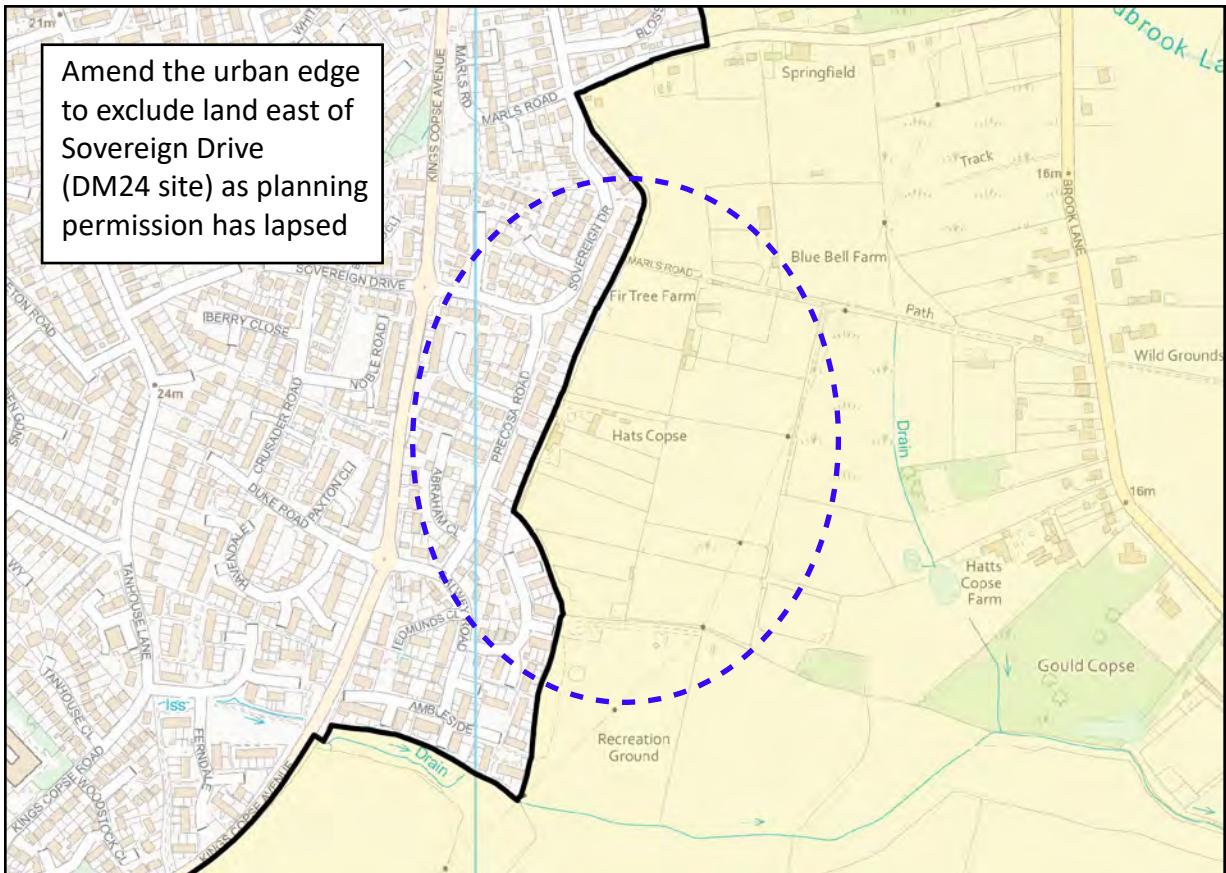 Amend the urban edge
to exclude land east of
Sovereign Drive
(DM24 site) as planning
permission has lapsed
21m
KINGS COPSE AVENUE
MARLS RD
MARLS ROAD
Springfield
Track
16m
BROOK LANE
SOVEREIGN DR
MARLS ROAD
Blue Bell Farm
Path
SOVEREIGN DRIVE
Fir Tree Farm
IBERRY CLOSE
NOBLE ROAD
Wild Grounds
24m
CRUSADER ROAD
PRECOSA ROAD
Hats Copse
Drain
PAXTON CL
ABRAHAM CL
DUKE ROAD
16m
HAVENDALE
TANHOUSE LANE
Hatts
Copse
Farm
EDMUNDS CL
Gould Copse
TANHOUSE CL
Iss
AMBLESIDE
Recreation
Ground
FERNDALE
Drain
KINGS COPSE ROAD
WOODSTOCK CL
KINGS COPSE AVENUE